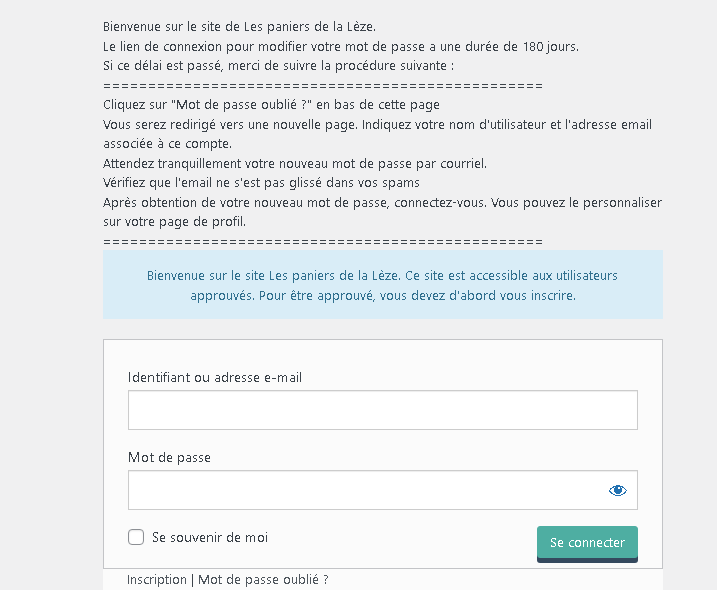 Bienvenue sur le site de Les paniers de la Lèze.
Le lien de connexion pour modifier votre mot de passe a une durée de 180 jours.
Si ce délai est passé, merci de suivre la procédure suivante :
=================================================
Cliquez sur "Mot de passe oublié ?" en bas de cette page
Vous serez redirigé vers une nouvelle page. Indiquez votre nom d'utilisateur et l'adresse email
associée à ce compte.
Attendez tranquillement votre nouveau mot de passe par courriel.
Vérifiez que l'email ne s'est pas glissé dans vos spams
Après obtention de votre nouveau mot de passe, connectez-vous. Vous pouvez le personnaliser
sur votre page de profil.
=================================================
Bienvenue sur le site Les paniers de la Lèze. Ce site est accessible aux utilisateurs
approuvés. Pour être approuvé, vous devez d'abord vous inscrire.
Identifiant ou adresse e-mail
Mot de passe
Se souvenir de moi
Se connecter
Inscription | Mot de passe oublié ?